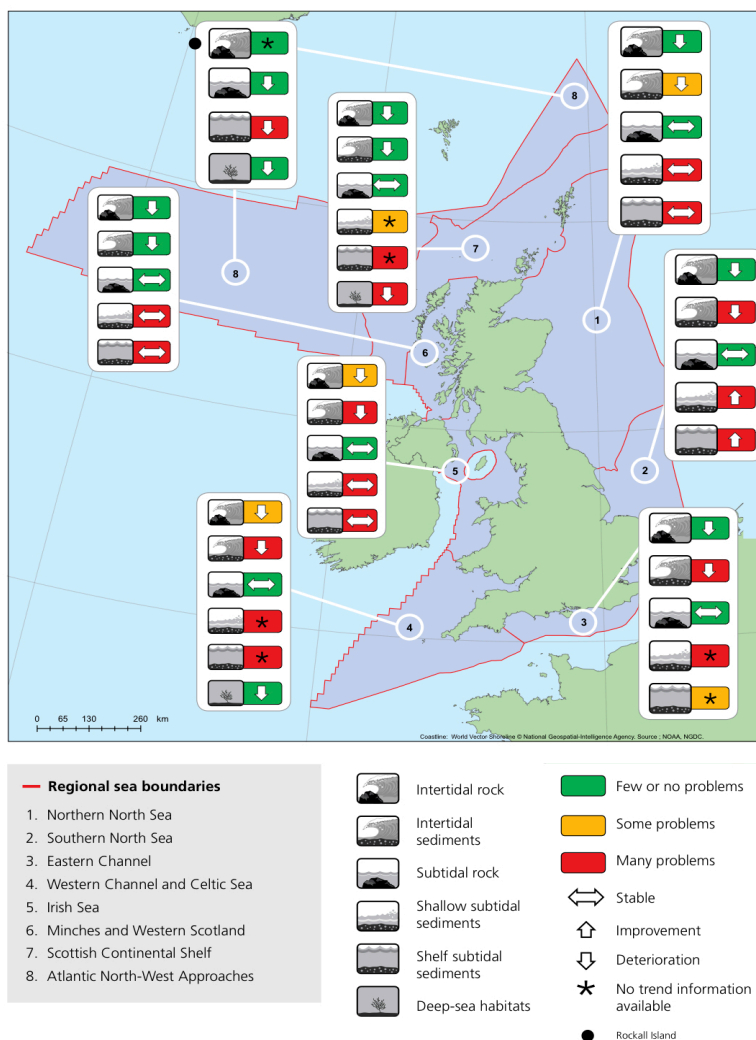 8
7
8
1
6
2
5
3
4
0 65 130 260 km
Coastline: World Vector Shoreline © National Geospatial-Intelligence Agency. Source ; NOAA, NGDC.
Regional sea boundaries
1. Northern North Sea
2. Southern North Sea
3. Eastern Channel
4. Western Channel and Celtic Sea
5. Irish Sea
6. Minches and Western Scotland
7. Scottish Continental Shelf
8. Atlantic North-West Approaches
Intertidal rock
Intertidal
sediments
Subtidal rock
Shallow subtidal
sediments
Shelf subtidal
sediments
Deep-sea habitats
Few or no problems
Some problems
Many problems
Stable
Improvement
Deterioration
No trend information
available
Rockall Island